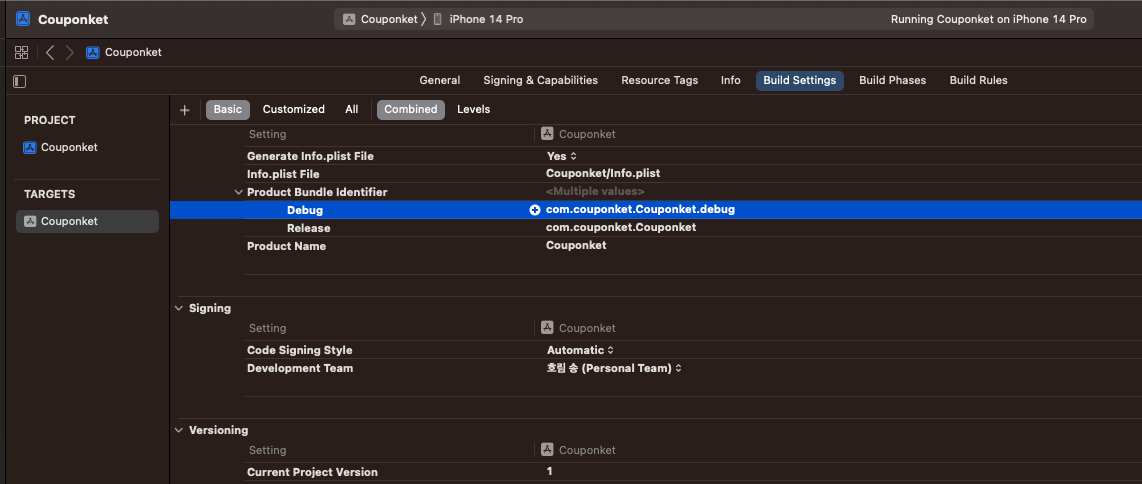 Couponket
Couponket 〉 iPhone 14 Pro
Running Couponket on iPhone 14 Pro
Couponket
General Signing & Capabilities Resource Tags Info Build Settings Build Phases Build Rules
+ Basic Customized All Combined Levels
PROJECT
Couponket
TARGETS
Couponket
Setting Couponket
Generate Info.plist File Yes
Info.plist File Couponket/Info.plist
Product Bundle Identifier <Multiple values>
Debug com.couponket.Couponket.debug
Release com.couponket.Couponket
Product Name Couponket
Signing
Setting Couponket
Code Signing Style Automatic
Development Team 호림 송 (Personal Team)
Versioning
Setting Couponket
Current Project Version 1